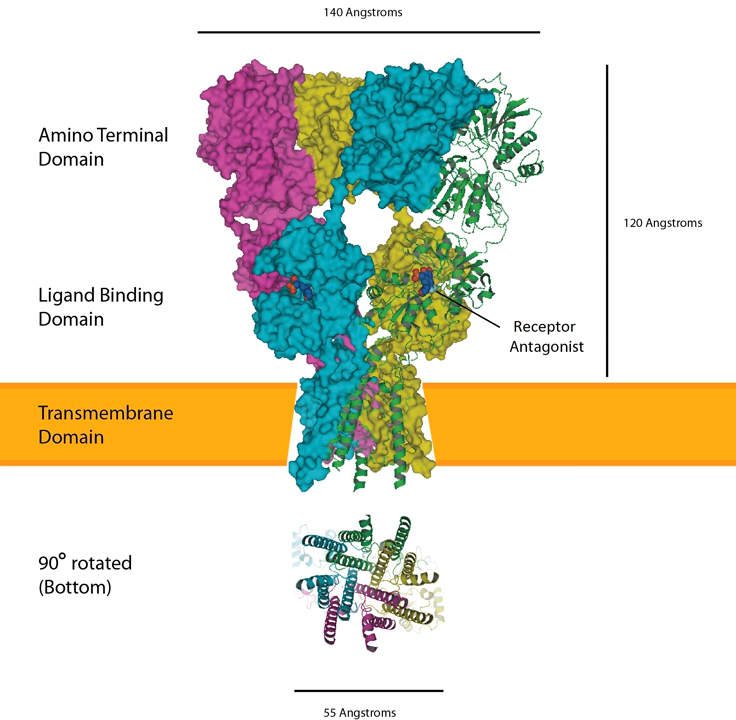 140 Angstroms
Amino Terminal
Domain
120 Angstroms
Ligand Binding
Domain
Receptor
Antagonist
Transmembrane
Domain
90° rotated
(Bottom)
55 Angstroms